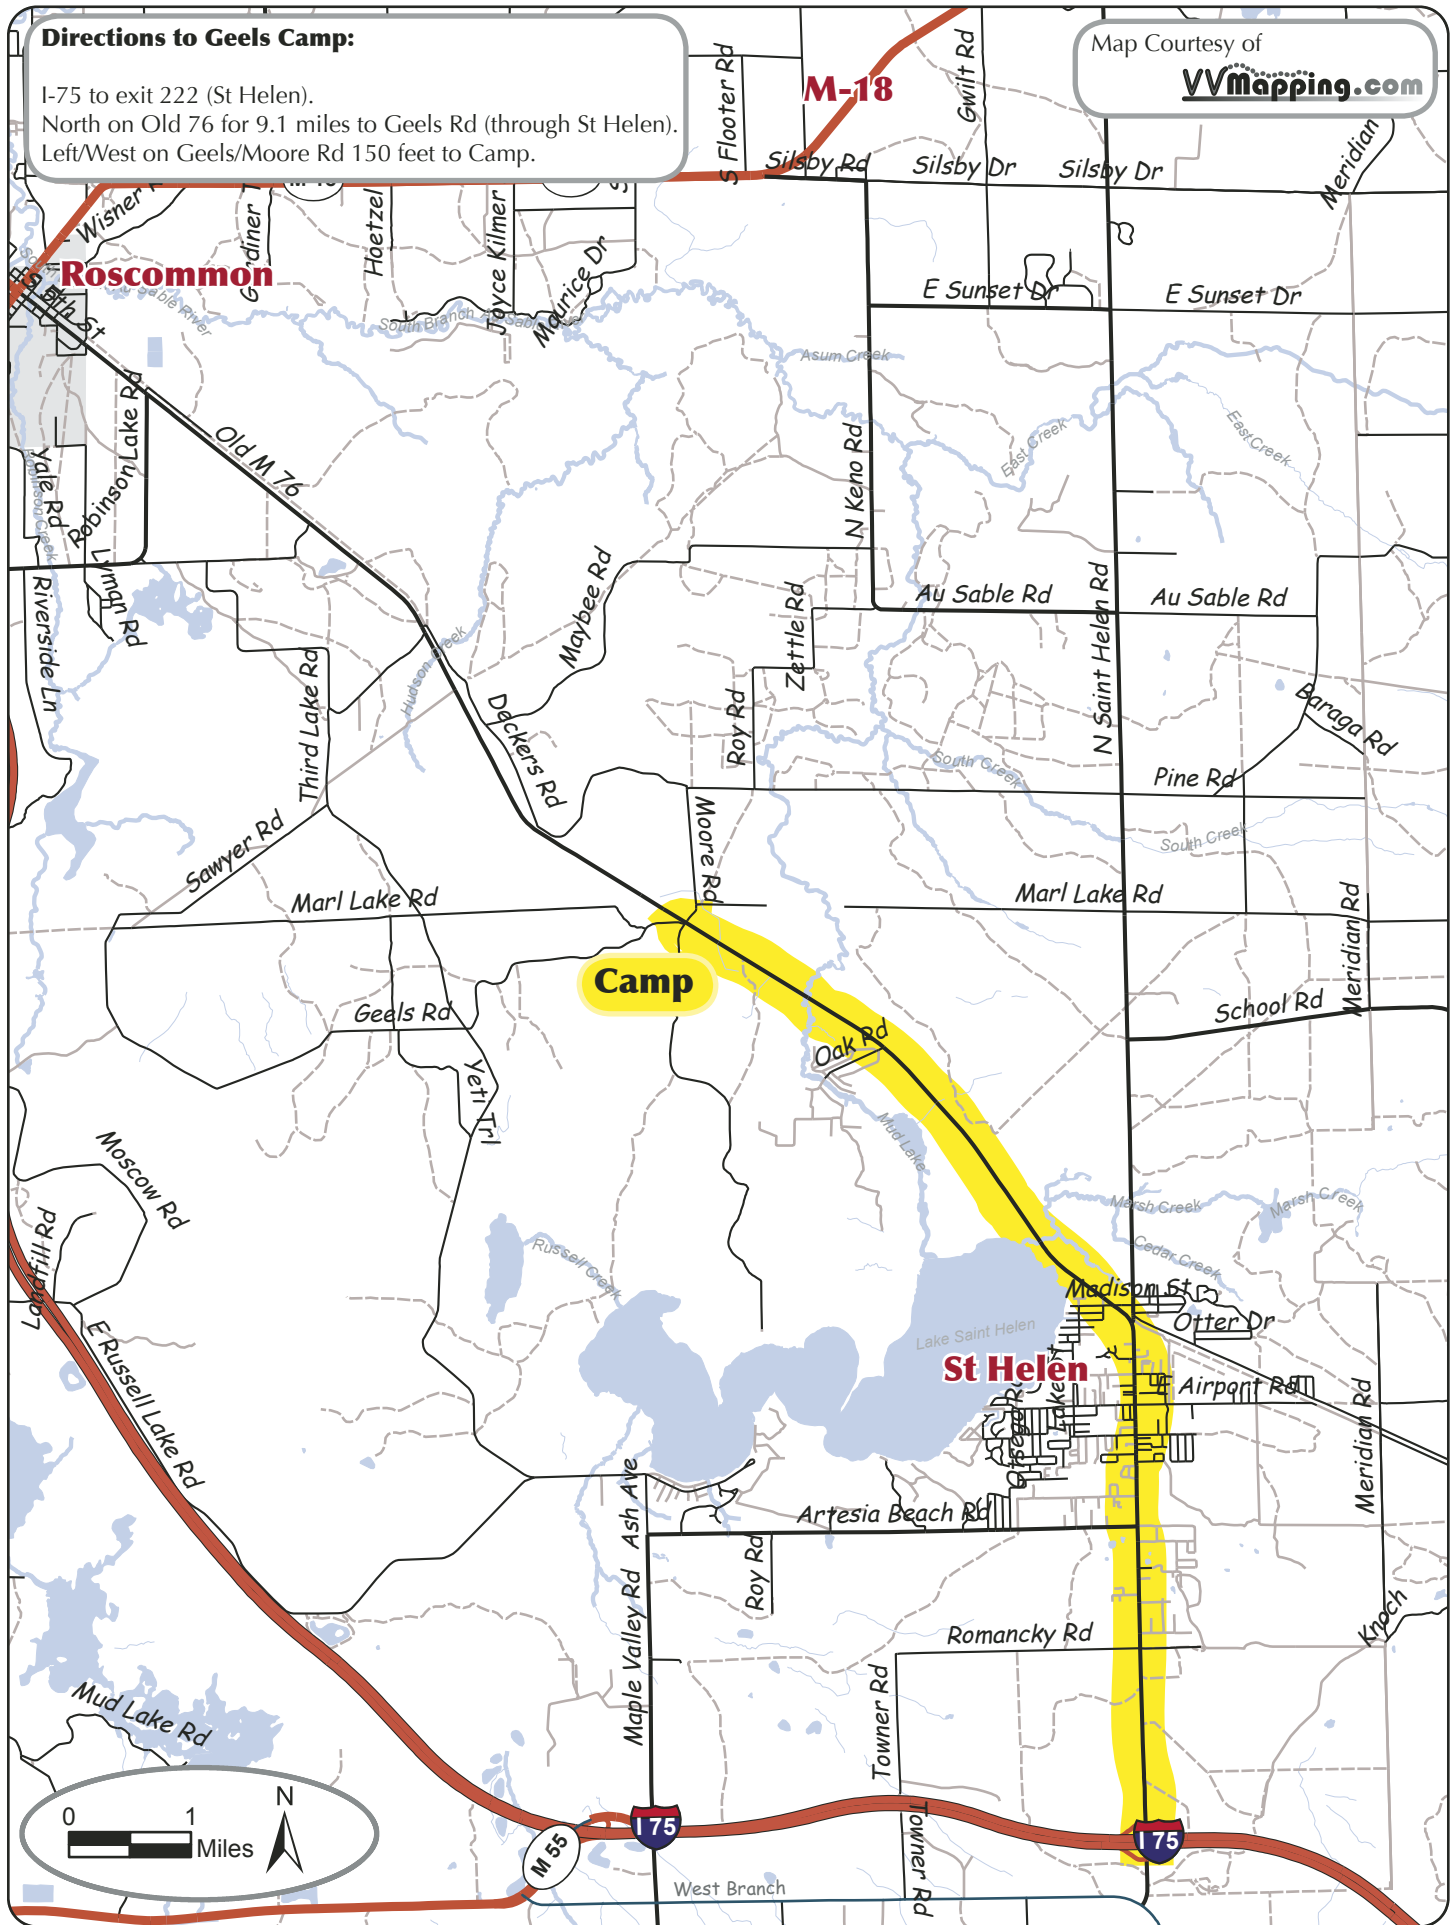 Directions to Geels Camp:
I-75 to exit 222 (St Helen).
North on Old 76 for 9.1 miles to Geels Rd (through St Helen).
Left/West on Geels/Moore Rd 150 feet to Camp.
Map Courtesy of
VVMapping.com
M-18
S Flooter Rd
Gwilt Rd
Silsby Rd
Silsby Dr
Silsby Dr
Meridian
Wisner
Hoetzel
Joyce Kilmer
Maurice Dr
Roscommon
S 5th St
South Branch
E Sunset Dr
E Sunset Dr
Asum Creek
East Creek
East Creek
Robinson Lake Rd
Old M 76
Yale Rd
Robinson Creek
N Keno Rd
Lyman Rd
Riverside Ln
Maybee Rd
Hudson Creek
Zettle Rd
Au Sable Rd
Au Sable Rd
N Saint Helen Rd
Third Lake Rd
Deckers Rd
Roy Rd
Baraga Rd
South Creek
Pine Rd
South Creek
Moore Rd
Sawyer Rd
Marl Lake Rd
Marl Lake Rd
Meridian Rd
Camp
Geels Rd
School Rd
Oak Rd
Yeti Trl
Mud Lake
Moscow Rd
Landfill Rd
Marsh Creek
Marsh Creek
Cedar Creek
Russell Creek
Madison St
Otter Dr
Lake Saint Helen
St Helen
Airport Rd
E Russell Lake Rd
Meridian Rd
Ash Ave
Artesia Beach Rd
Roy Rd
Maple Valley Rd
Romancky Rd
Knoch
Towner Rd
Mud Lake Rd
0 1
Miles
N
I 75
M 55
I 75
Towner Rd
West Branch